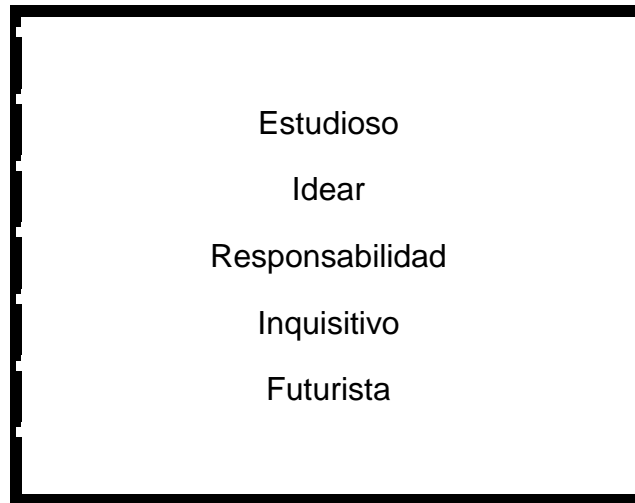 Estudioso
Idear
Responsabilidad
Inquisitivo
Futurista